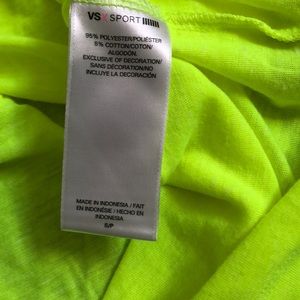 VSX SPORT
95% POLYESTER/POLIÉSTER
5% COTTON/COTON/
ALGODÓN.
EXCLUSIVE OF DECORATION/
SANS DÉCORATION/NO
INCLUYE LA DECORACIÓN
MADE IN INDONESIA / FAIT
EN INDONÉSIE / HECHO EN
INDONESIA
S/P